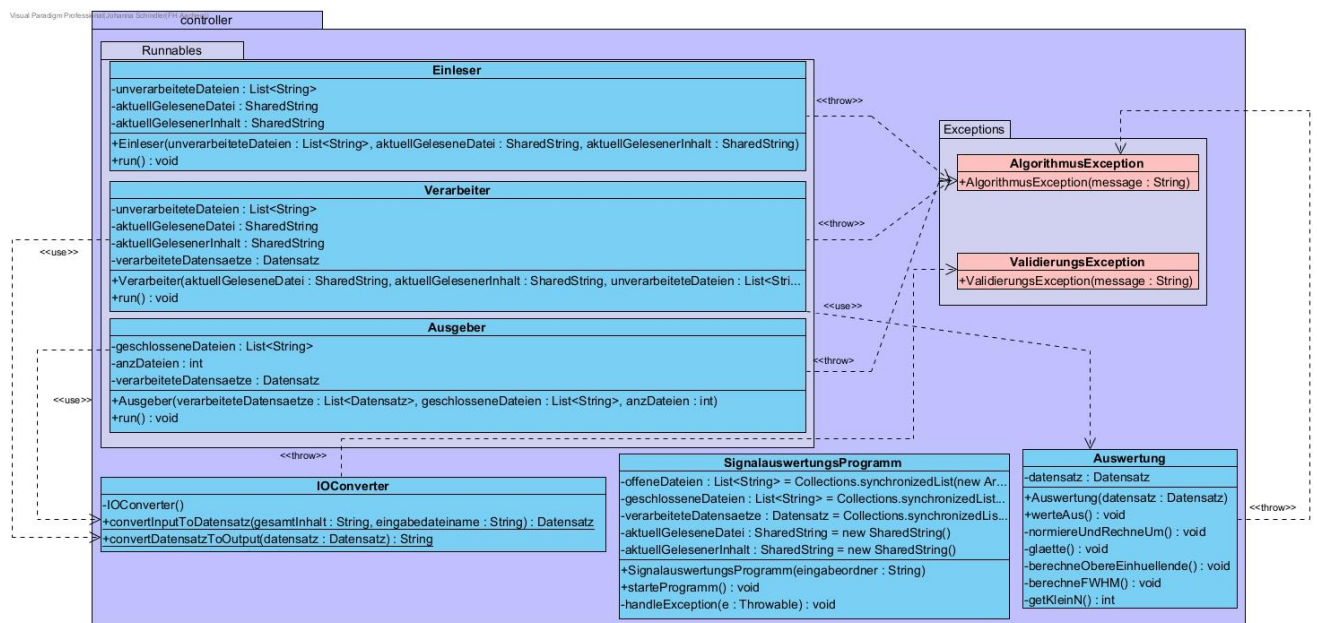 Visual Paradigm Professional(Johanna Schindler(FH
controller
Runnables
Einleser
-unverarbeiteteDateien : List<String>
-aktuellGeleseneDatei : SharedString
-aktuellGelesenerInhalt : SharedString
+Einleser(unverarbeiteteDateien : List<String>, aktuellGeleseneDatei : SharedString, aktuellGelesenerInhalt : SharedString)
+run() : void
Verarbeiter
-unverarbeiteteDateien : List<String>
-aktuellGeleseneDatei : SharedString
-aktuellGelesenerInhalt : SharedString
-verarbeiteteDatensaetze : Datensatz
+Verarbeiter(aktuellGeleseneDatei : SharedString, aktuellGelesenerInhalt : SharedString, unverarbeiteteDateien : List<Stri...
+run() : void
Ausgeber
-geschlosseneDateien : List<String>
-anzDateien : int
-verarbeiteteDatensaetze : Datensatz
+Ausgeber(verarbeiteteDatensaetze : List<Datensatz>, geschlosseneDateien : List<String>, anzDateien : int)
+run() : void
<<throw>>
<<throw>>
<<use>>
<<throw>
<<use>>
<<use>>
<<throw>>
<<throw>>
Exceptions
AlgorithmusException
+AlgorithmusException(message : String)
ValidierungsException
+ValidierungsException(message : String)
IOConverter
-IOConverter()
+convertInputToDatensatz(gesamtInhalt : String, eingabedateiname : String) : Datensatz
+convertDatensatzToOutput(datensatz : Datensatz) : String
SignalauswertungsProgramm
-offeneDateien : List<String> = Collections.synchronizedList(new Ar...
-geschlosseneDateien : List<String> = Collections.synchronizedList...
-verarbeiteteDatensaetze : Datensatz = Collections.synchronizedLis...
-aktuellGeleseneDatei : SharedString = new SharedString()
-aktuellGelesenerInhalt : SharedString = new SharedString()
+SignalauswertungsProgramm(eingabeordner : String)
+starteProgramm() : void
-handleException(e : Throwable) : void
Auswertung
-datensatz : Datensatz
+Auswertung(datensatz : Datensatz)
+werteAus() : void
-normiereUndRechneUm() : void
-glaette() : void
-berechneObereEinhuellende() : void
-berechneFWHM() : void
-getKleinN() : int